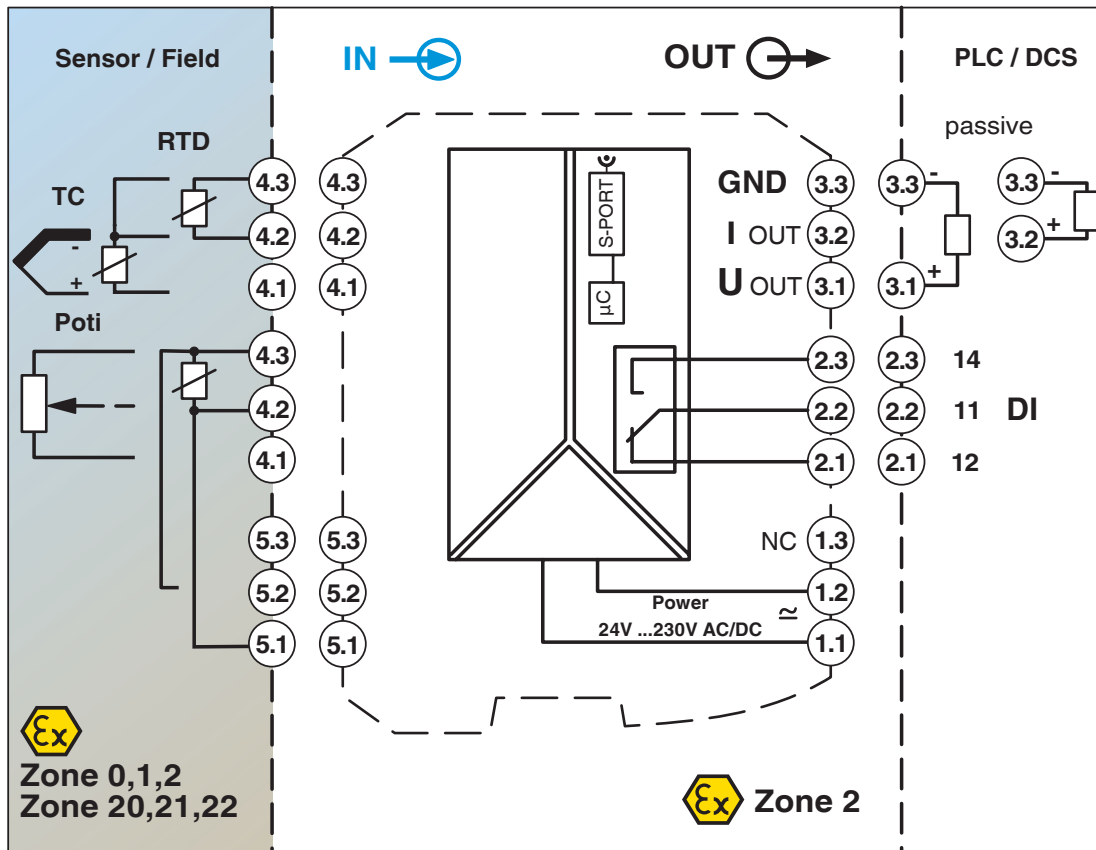 Sensor / Field
IN
OUT
PLC / DCS
RTD
passive
TC
4.3
4.3
S-PORT
GND
3.3
3.3
-
3.3
-
-
4.2
4.2
I OUT
3.2
3.2
+
+
4.1
4.1
µC
U OUT
3.1
3.1
+
Poti
4.3
2.3
2.3
14
4.2
2.2
2.2
11
DI
4.1
2.1
2.1
12
5.3
5.3
NC
1.3
5.2
5.2
Power
≃
1.2
24V ...230V AC/DC
5.1
5.1
1.1
Ex
Zone 0,1,2
Zone 20,21,22
Ex
Zone 2